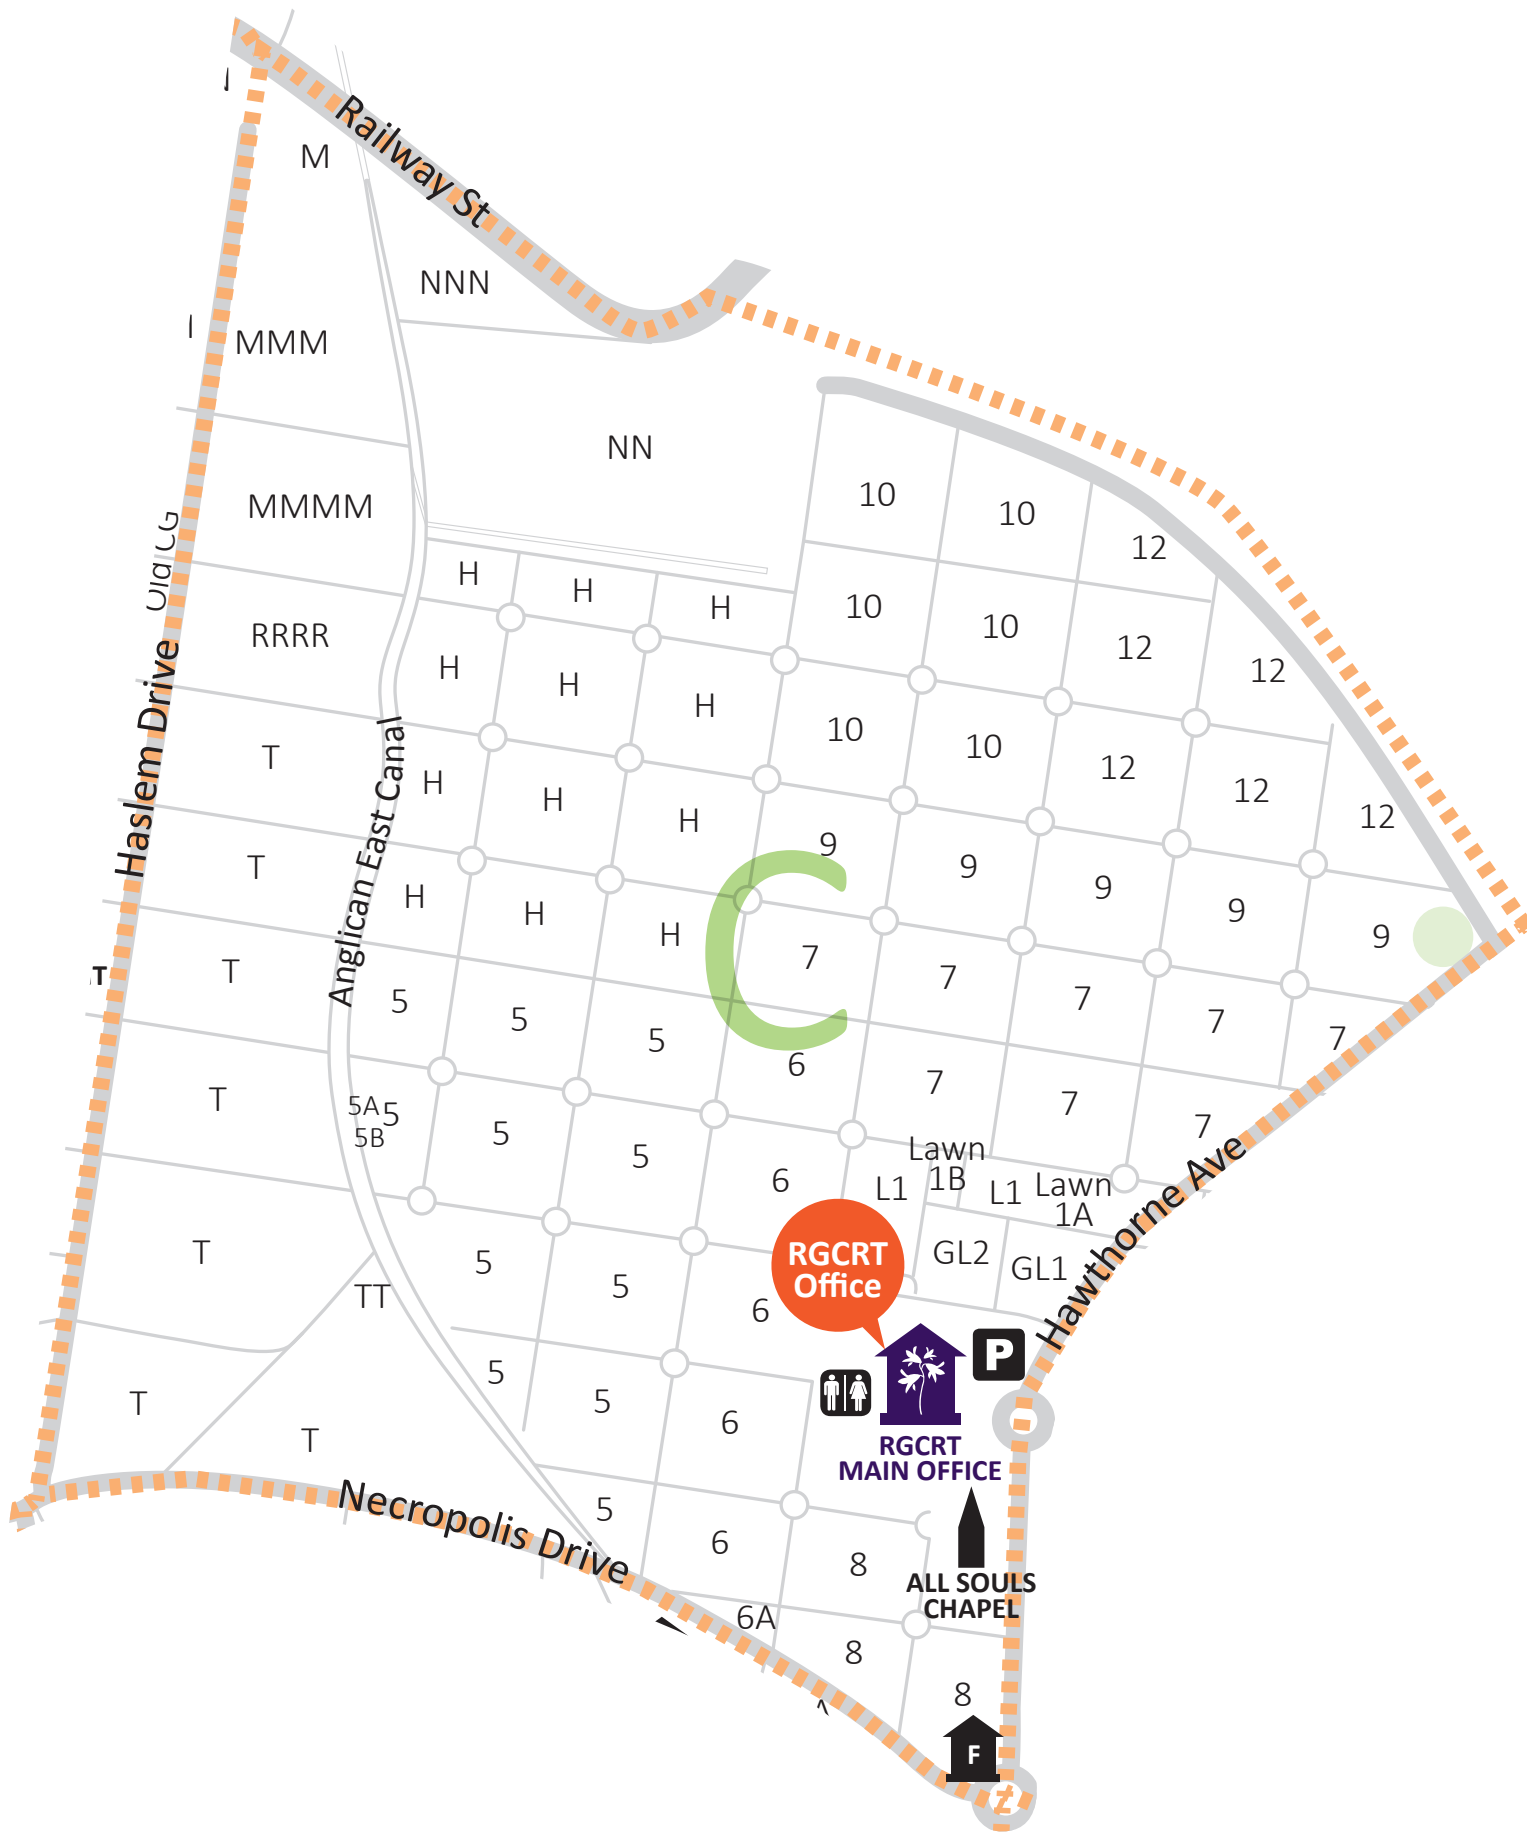 Railway St
M
NNN
MMM
NN
MMMM
10
10
12
H
H
H
10
10
12
12
RRRR
H
H
H
10
10
12
12
12
T
H
H
H
9
9
9
9
9
T
H
H
H
7
7
7
7
7
T
5
5
5
6
7
7
7
T
5A 5
5B
5
5
6
L1
Lawn
1B
L1
Lawn
1A
GL2
GL1
T
TT
5
5
6
RGCRT
Office
P
T
T
5
5
6
RGCRT
MAIN OFFICE
5
6
8
ALL SOULS
CHAPEL
6A
8
8
F
C
Haslem Drive
Anglican East Canal
Hawthorne Ave
Necropolis Drive
T